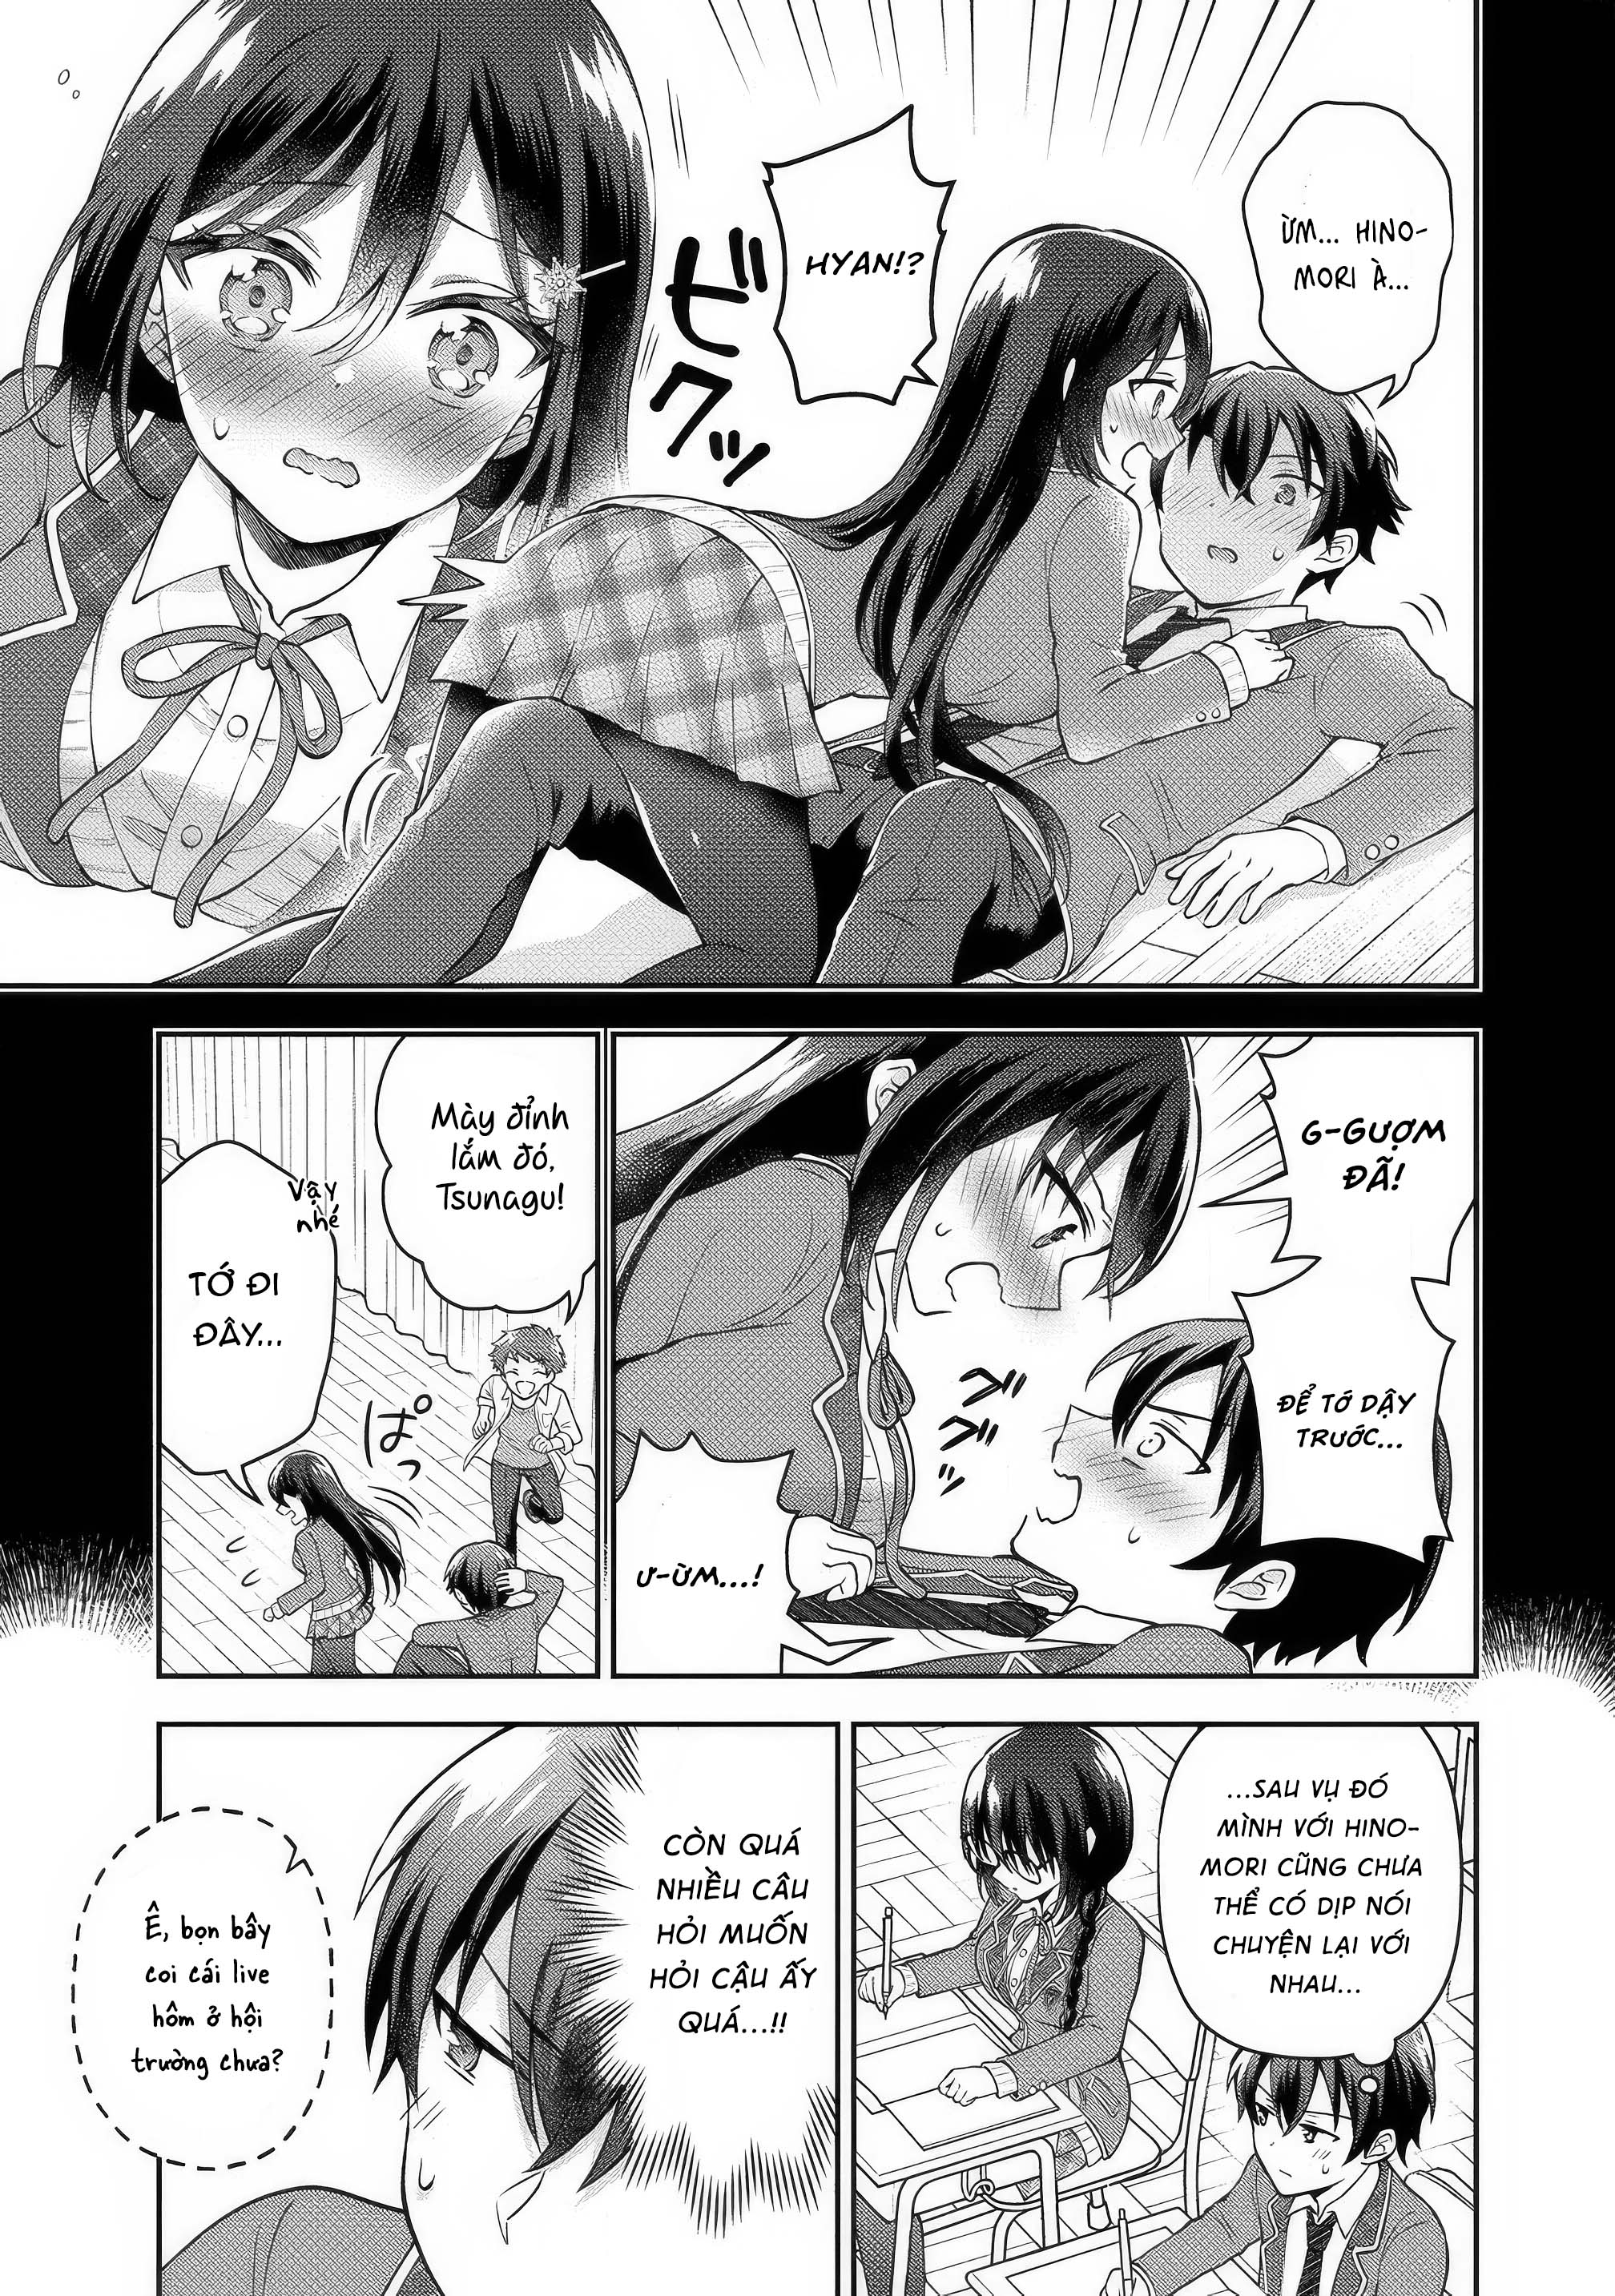 ỪM... HINO-
MORI À...
HYAN!?
ビクッ
G-GƯỢM
ĐÃ!
ĐỂ TỚ DẬY
TRƯỚC...
Ư-ỪM...!
Mày đỉnh
lắm đó,
Tsunagu!
Vậy
nhé
TỚ ĐI
ĐÂY...
ぱっ
...SAU VỤ ĐÓ
MÌNH VỚI HINO-
MORI CŨNG CHƯA
THỂ CÓ DỊP NÓI
CHUYỆN LẠI VỚI
NHAU...
CÒN QUÁ
NHIỀU CÂU
HỎI MUỐN
HỎI CẬU ẤY
QUÁ...!!
Ê, bọn bây
coi cái live
hôm ở hội
trường chưa?